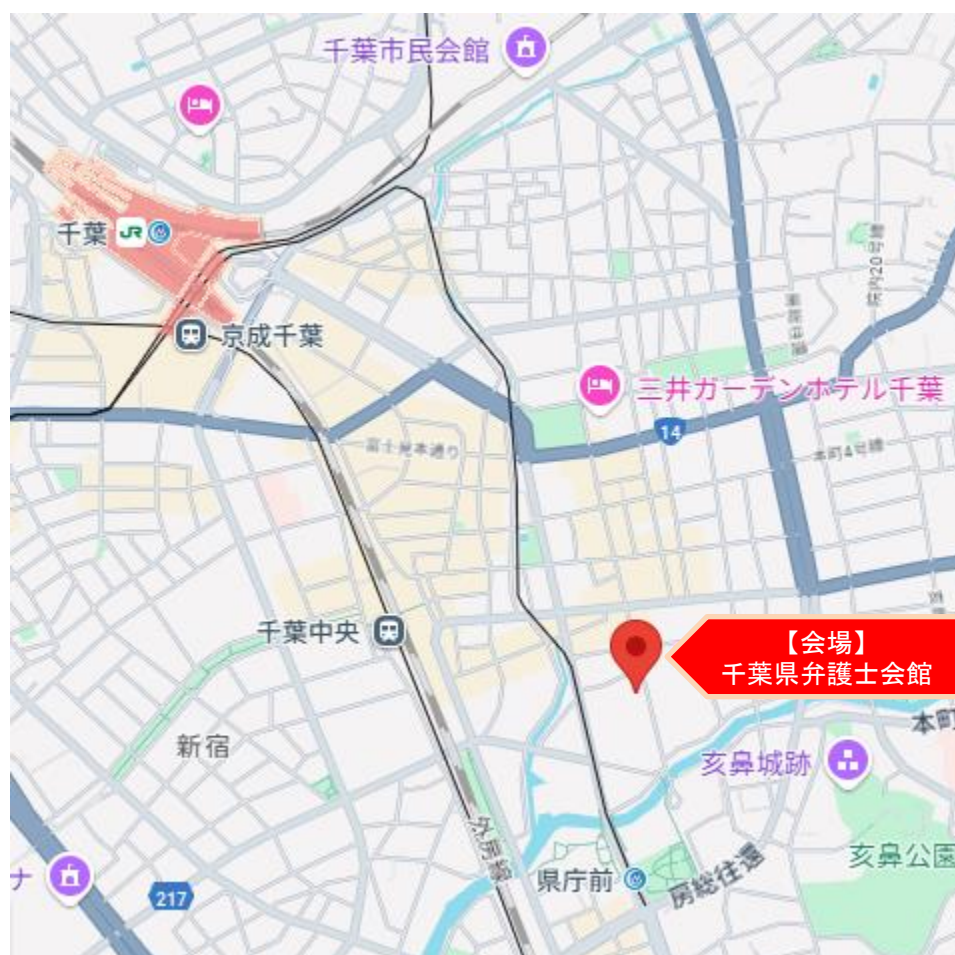 千葉市民会館
千葉 JR
京成千葉
三井ガーデンホテル千葉
14
富士見本通り
本町4号線
千葉中央
【会場】
千葉県弁護士会館
新宿
本町
亥鼻城跡
外房線
亥鼻公園
ナ
県庁前
房総往還
217